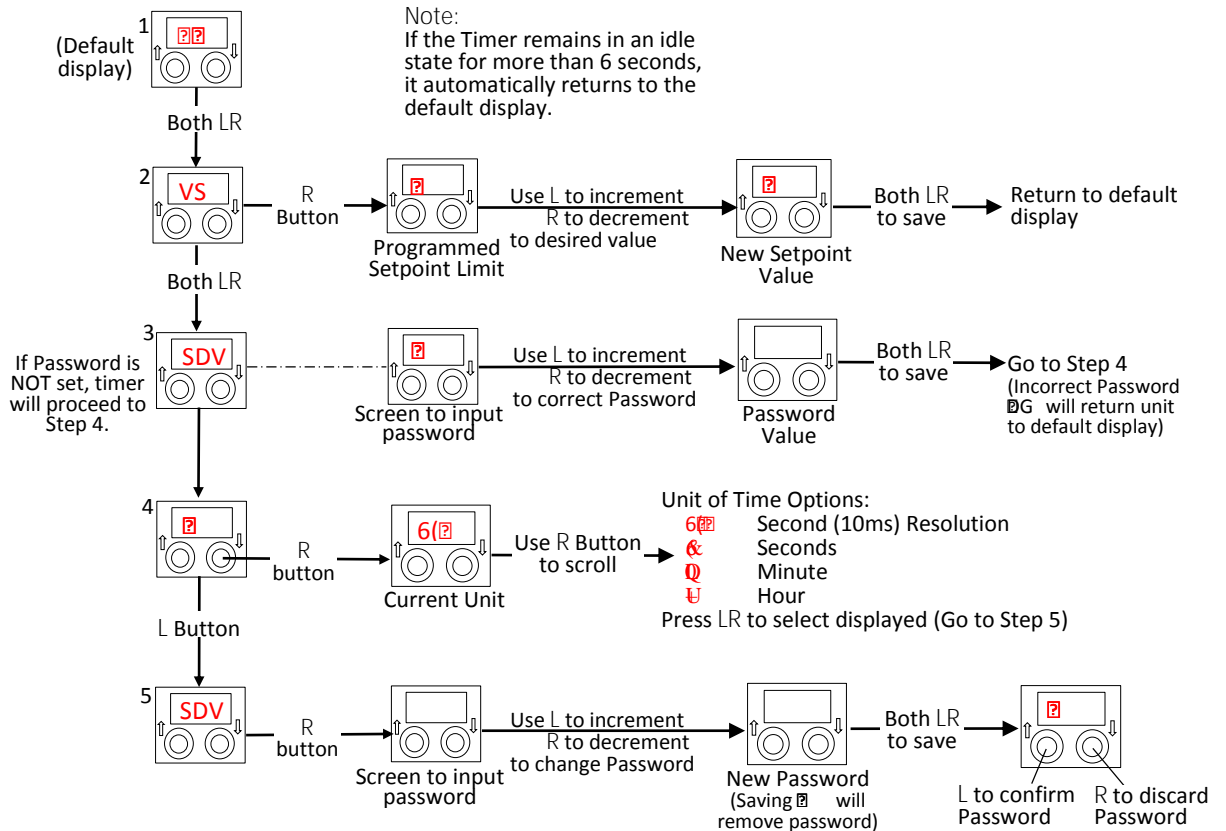 1
(Default
display)
Note:
If the Timer remains in an idle
state for more than 6 seconds,
it automatically returns to the
default display.
Both LR
2
VS
R
Button
Programmed
Setpoint Limit
Use L to increment
R to decrement
to desired value
New Setpoint
Value
Both LR
to save
Return to default
display
Both LR
3
SDV
If Password is
NOT set, timer
will proceed to
Step 4.
Screen to input
password
Use L to increment
R to decrement
to correct Password
Password
Value
Both LR
to save
Go to Step 4
(Incorrect Password
will return unit
to default display)
4
R
button
6(
Current Unit
Use R Button
to scroll
Unit of Time Options:
Second (10ms) Resolution
Seconds
Minute
Hour
Press LR to select displayed (Go to Step 5)
L Button
5
SDV
R
button
Screen to input
password
Use L to increment
R to decrement
to change Password
New Password
(Saving will
remove password)
Both LR
to save
L to confirm
Password
R to discard
Password